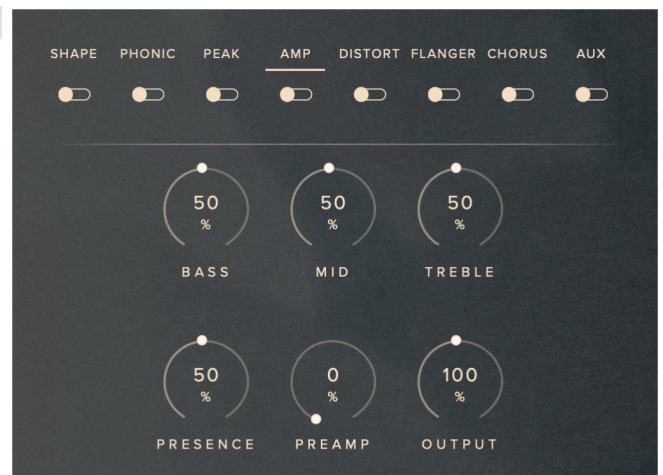 SHAPE PHONIC PEAK AMP DISTORT FLANGER CHORUS AUX
50 50 50
% % %
BASS MID TREBLE
50 0 100
% % %
PRESENCE PREAMP OUTPUT